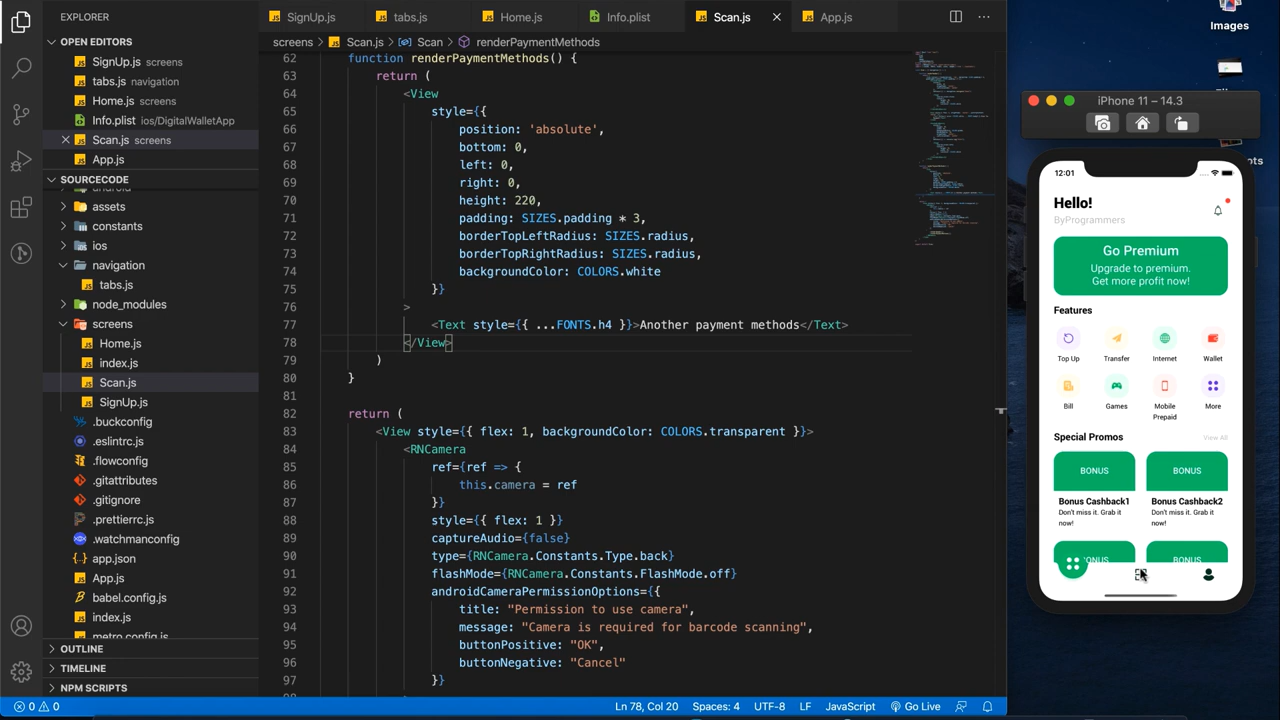 SignUp.js
tabs.js
Home.js
Info.plist
Scan.js
App.js
EXPLORER
OPEN EDITORS
SignUp.js screens
tabs.js navigation
Home.js screens
Info.plist ios/DigitalWalletApp
Scan.js screens
App.js
SOURCECODE
assets
constants
ios
navigation
tabs.js
node_modules
screens
Home.js
index.js
Scan.js
SignUp.js
.buckconfig
.eslintrc.js
.flowconfig
.gitattributes
.gitignore
.prettierrc.js
.watchmanconfig
app.json
App.js
babel.config.js
index.js
metro.config.js
OUTLINE
TIMELINE
NPM SCRIPTS
screens > Scan.js > Scan > renderPaymentMethods
62 function renderPaymentMethods() {
63 return (
64 <View
65 style={{
66 position: 'absolute',
67 bottom: 0,
68 left: 0,
69 right: 0,
70 height: 220,
71 padding: SIZES.padding * 3,
72 borderTopLeftRadius: SIZES.radius,
73 borderTopRightRadius: SIZES.radius,
74 backgroundColor: COLORS.white
75 }}
76 >
77 <Text style={{ ...FONTS.h4 }}>Another payment methods</Text>
78 </View>
79 )
80 }
81
82 return (
83 <View style={{ flex: 1, backgroundColor: COLORS.transparent }}>
84 <RNCamera
85 ref={ref => {
86 this.camera = ref
87 }}
88 style={{ flex: 1 }}
89 captureAudio={false}
90 type={RNCamera.Constants.Type.back}
91 flashMode={RNCamera.Constants.FlashMode.off}
92 androidCameraPermissionOptions={{
93 title: "Permission to use camera",
94 message: "Camera is required for barcode scanning",
95 buttonPositive: "OK",
96 buttonNegative: "Cancel"
97 }}
0 0
Ln 78, Col 20
Spaces: 4
UTF-8
LF
JavaScript
Go Live
Images
iPhone 11 – 14.3
12:01
Hello!
ByProgrammers
Go Premium
Upgrade to premium.
Get more profit now!
Features
Top Up
Transfer
Internet
Wallet
Bill
Games
Mobile
Prepaid
More
Special Promos
View All
BONUS
BONUS
Bonus Cashback1
Don't miss it. Grab it
now!
Bonus Cashback2
Don't miss it. Grab it
now!
BONUS
BONUS